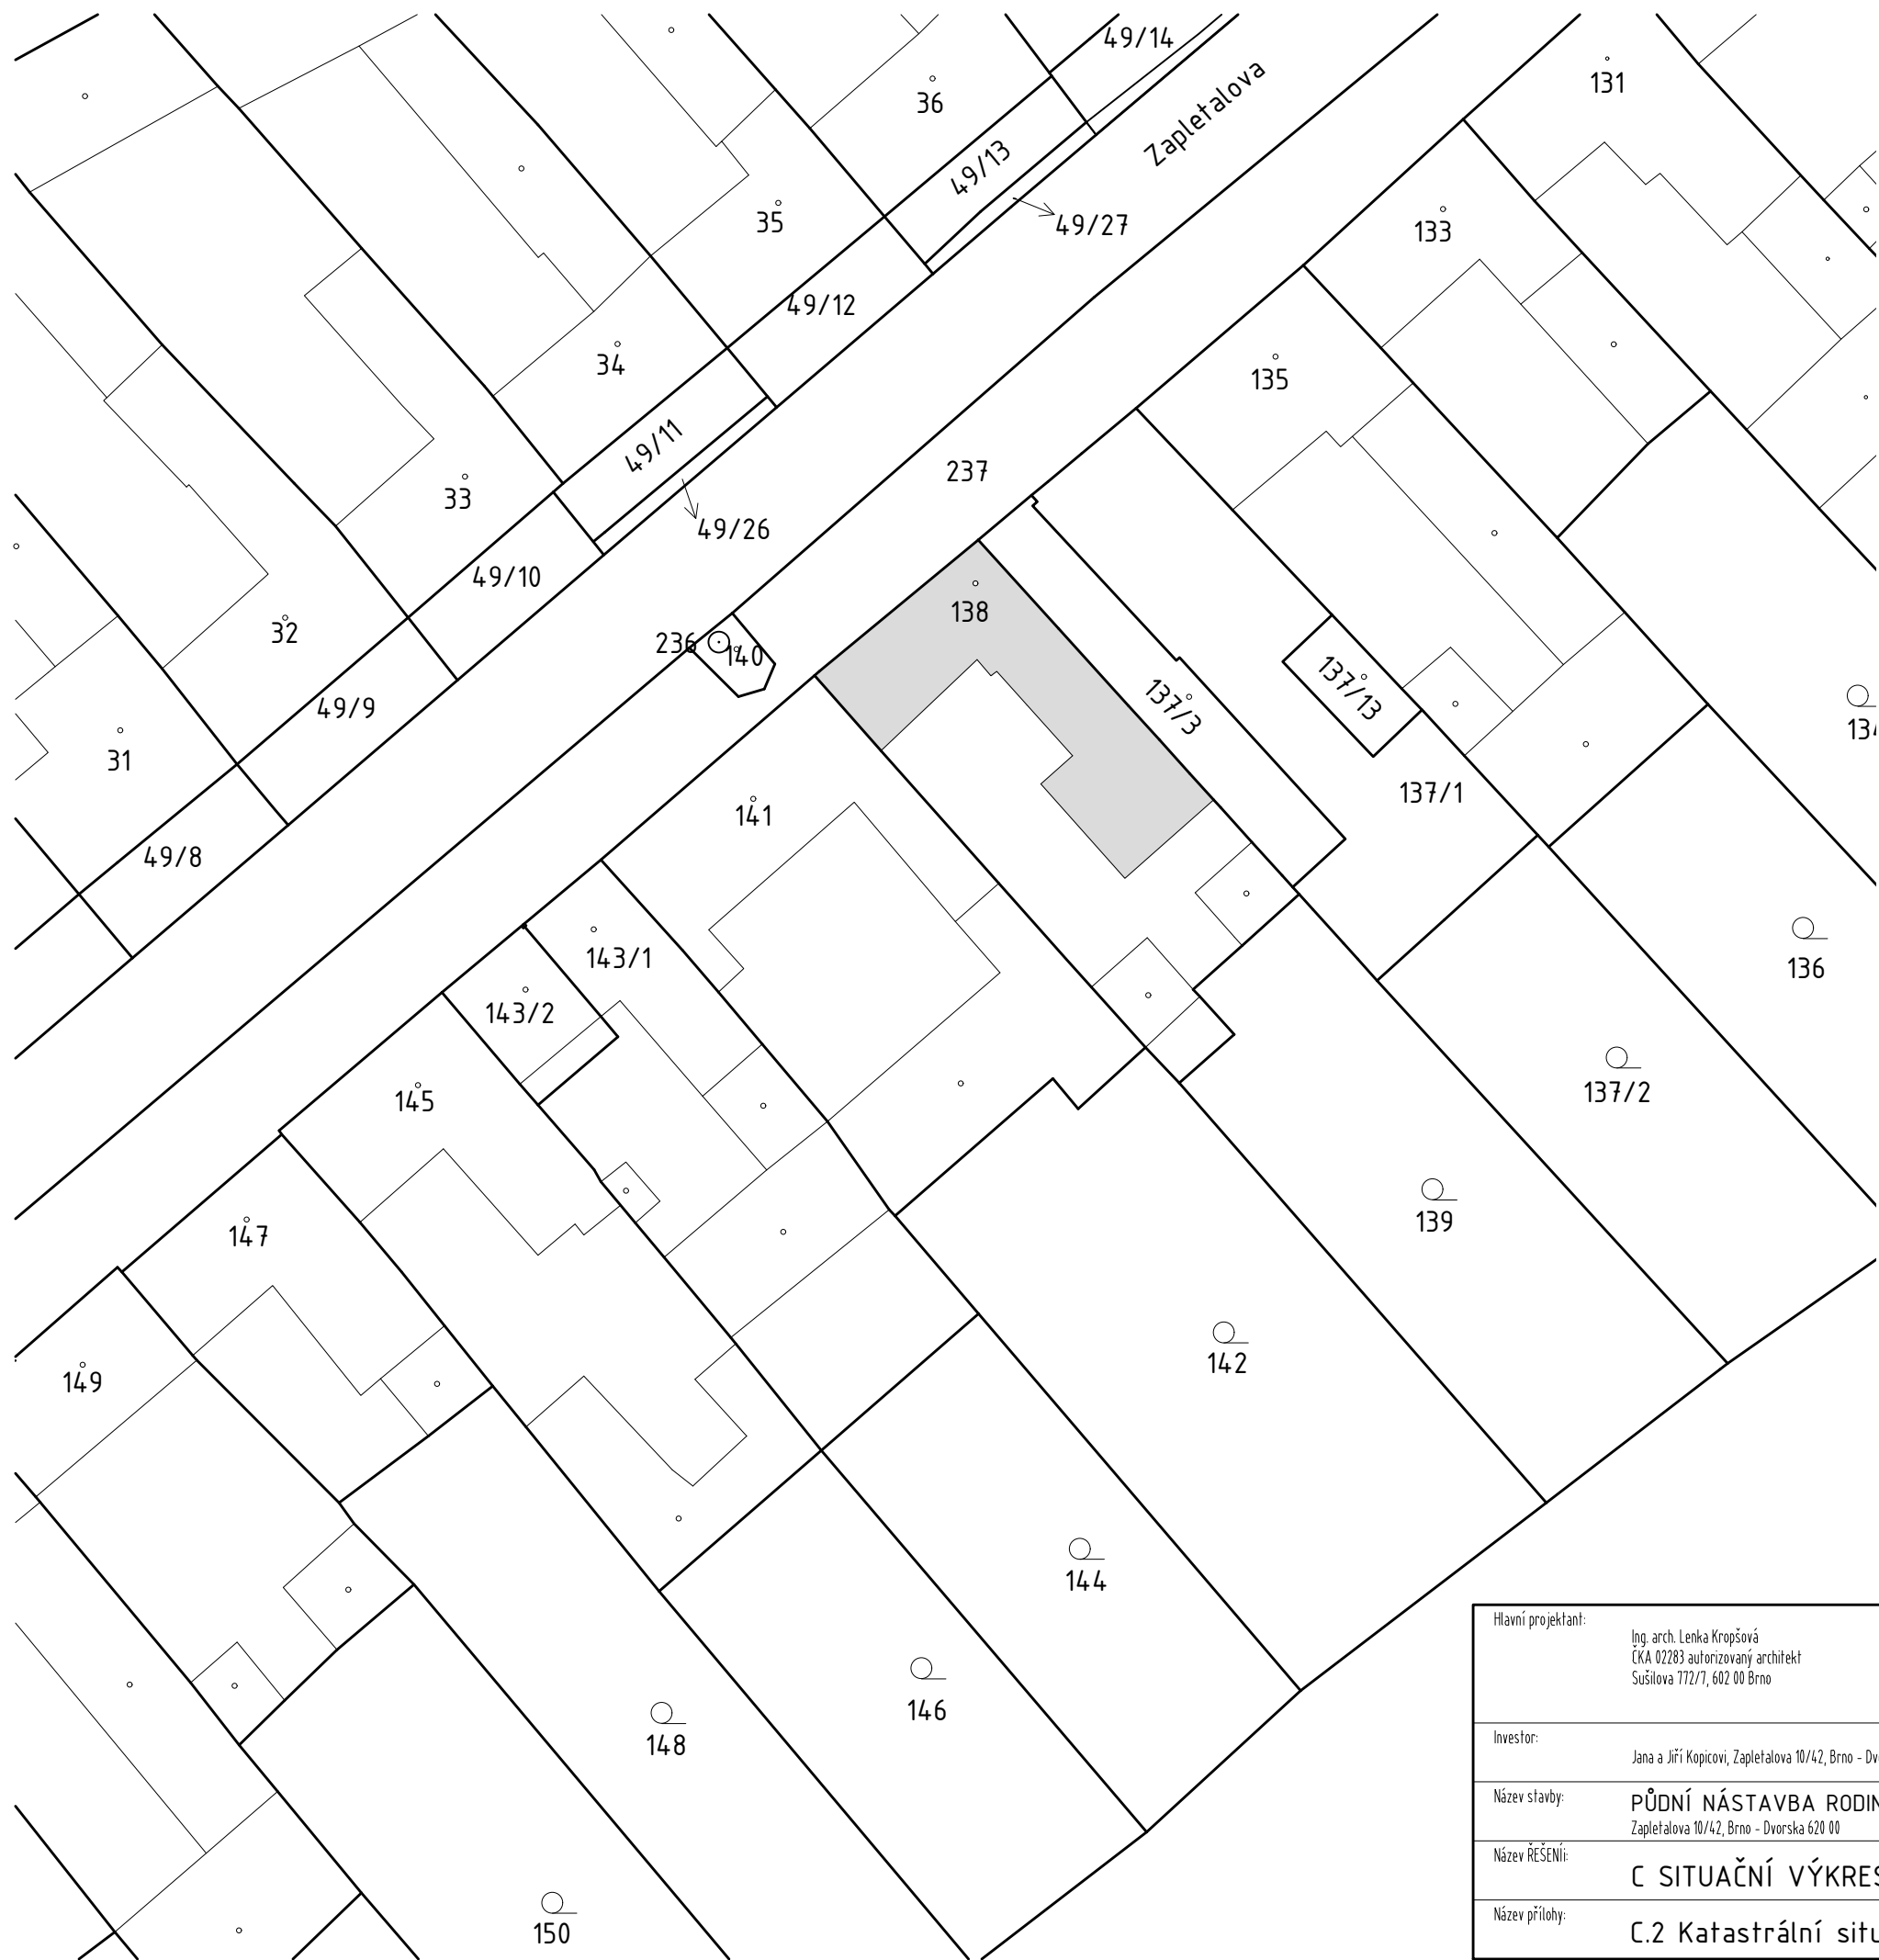 49/14
131
Zapletalova
36
49/13
35
49/27
133
49/12
34
135
49/11
237
33
49/26
49/10
138
32
236
140
137/3
137/13
49/9
134
31
137/1
141
49/8
143/1
136
143/2
145
137/2
147
139
142
149
144
146
148
150
Hlavní projektant:
Ing. arch. Lenka Kropšová
ČKA 02283 autorizovaný architekt
Sušilova 772/7, 602 00 Brno
Investor:
Jana a Jiří Kopicovi, Zapletalova 10/42, Brno - Dv
Název stavby:
PŮDNÍ NÁSTAVBA RODIN
Zapletalova 10/42, Brno - Dvorska 620 00
Název ŘEŠENÍi:
C SITUAČNÍ VÝKRES
Název přílohy:
C.2 Katastrální situ